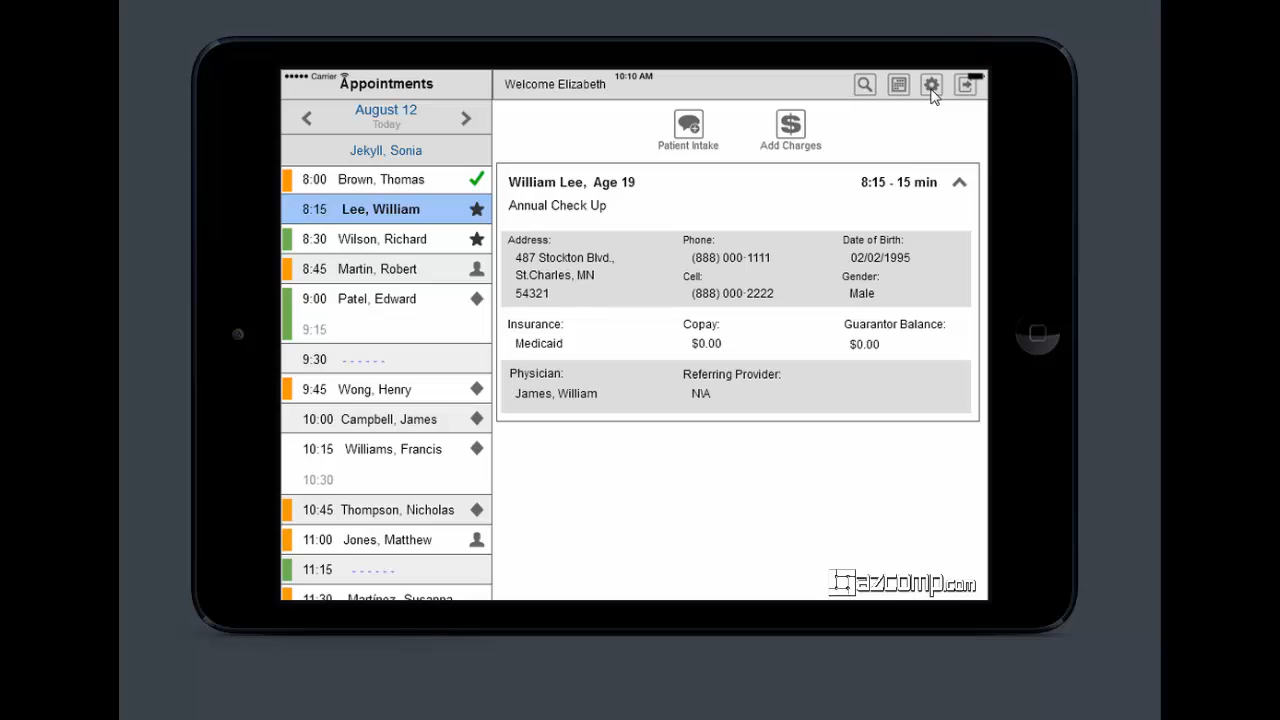 Carrier
10:10 AM
Appointments
Welcome Elizabeth
August 12
Today
Jekyll, Sonia
8:00 Brown, Thomas
8:15 Lee, William
8:30 Wilson, Richard
8:45 Martin, Robert
9:00 Patel, Edward
9:15
9:30 ------
9:45 Wong, Henry
10:00 Campbell, James
10:15 Williams, Francis
10:30
10:45 Thompson, Nicholas
11:00 Jones, Matthew
11:15 ------
11:30 Martinez, Susanna
Patient Intake
Add Charges
William Lee, Age 19
8:15 - 15 min
Annual Check Up
Address:
487 Stockton Blvd.,
St.Charles, MN
54321
Phone:
(888) 000-1111
Cell:
(888) 000-2222
Date of Birth:
02/02/1995
Gender:
Male
Insurance:
Medicaid
Copay:
$0.00
Guarantor Balance:
$0.00
Physician:
James, William
Referring Provider:
N\A
azcomp.com